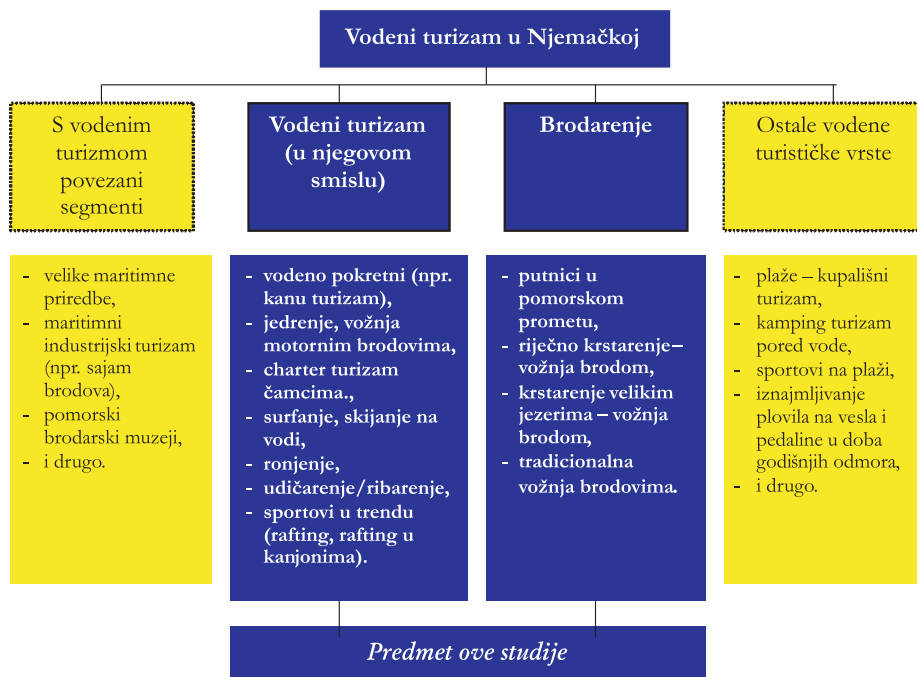 Vodeni turizam u Njemačkoj
S vodenim
turizmom
povezani
segmenti
Vodeni turizam
(u njegovom
smislu)
Brodarenje
Ostale vodene
turističke vrste
- velike maritimne
priredbe,
- maritimni
industrijski turizam
(npr. sajam
brodova),
- pomorski
brodarski muzeji,
- i drugo.
- vodeno pokretni (npr.
kanu turizam),
- jedrenje, vožnja
motornim brodovima,
- charter turizam
čamcima.,
- surfanje, skijanje na
vodi,
- ronjenje,
- udičarenje/ribarenje,
- sportovi u trendu
(rafting, rafting u
kanjonima).
- putnici u
pomorskom
prometu,
- riječno krstarenje–
vožnja brodom,
- krstarenje velikim
jezerima – vožnja
brodom,
- tradicionalna
vožnja brodovima.
- plaže – kupališni
turizam,
- kamping turizam
pored vode,
- sportovi na plaži,
- iznajmljivanje
plovila na vesla i
pedaline u doba
godišnjih odmora,
- i drugo.
Predmet ove studije